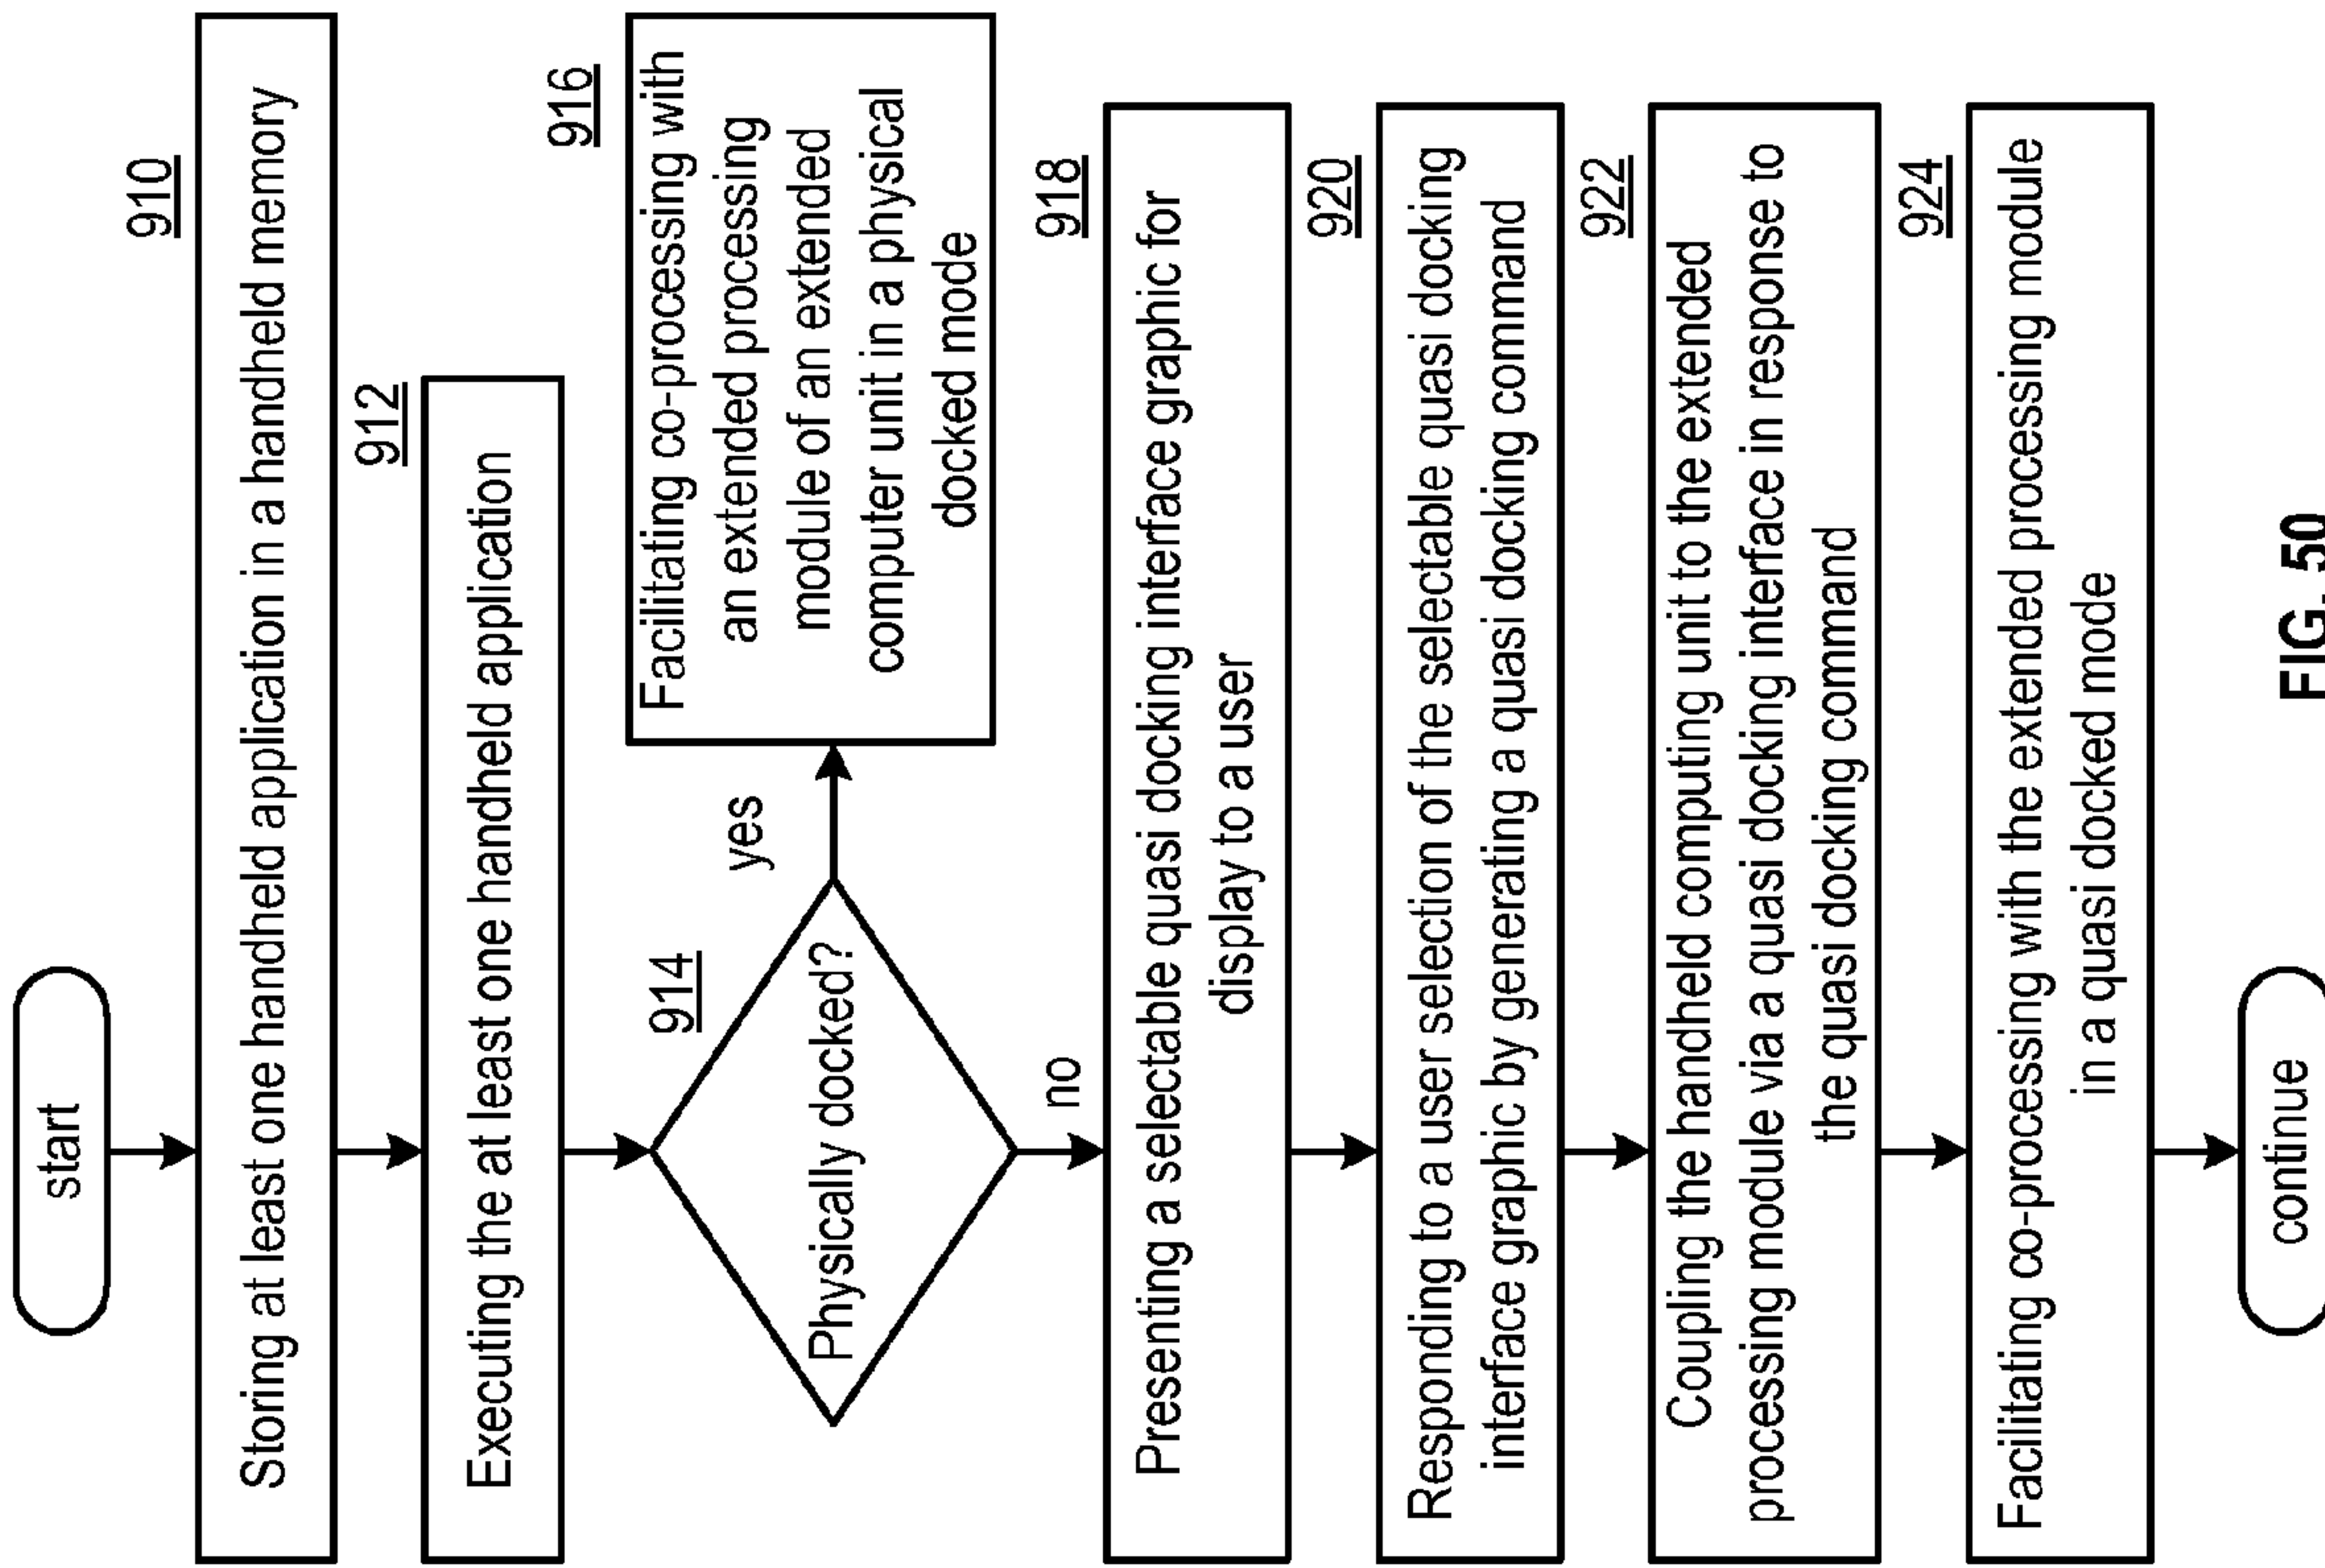 start
910
Storing at least one handheld application in a handheld memory
912
Executing the at least one handheld application
914
Physically docked?
yes
916
Facilitating co-processing with
an extended processing
module of an extended
computer unit in a physical
docked mode
no
918
Presenting a selectable quasi docking interface graphic for
display to a user
920
Responding to a user selection of the selectable quasi docking
interface graphic by generating a quasi docking command
922
Coupling the handheld computing unit to the extended
processing module via a quasi docking interface in response to
the quasi docking command
924
Facilitating co-processing with the extended processing module
in a quasi docked mode
continue
FIG. 50